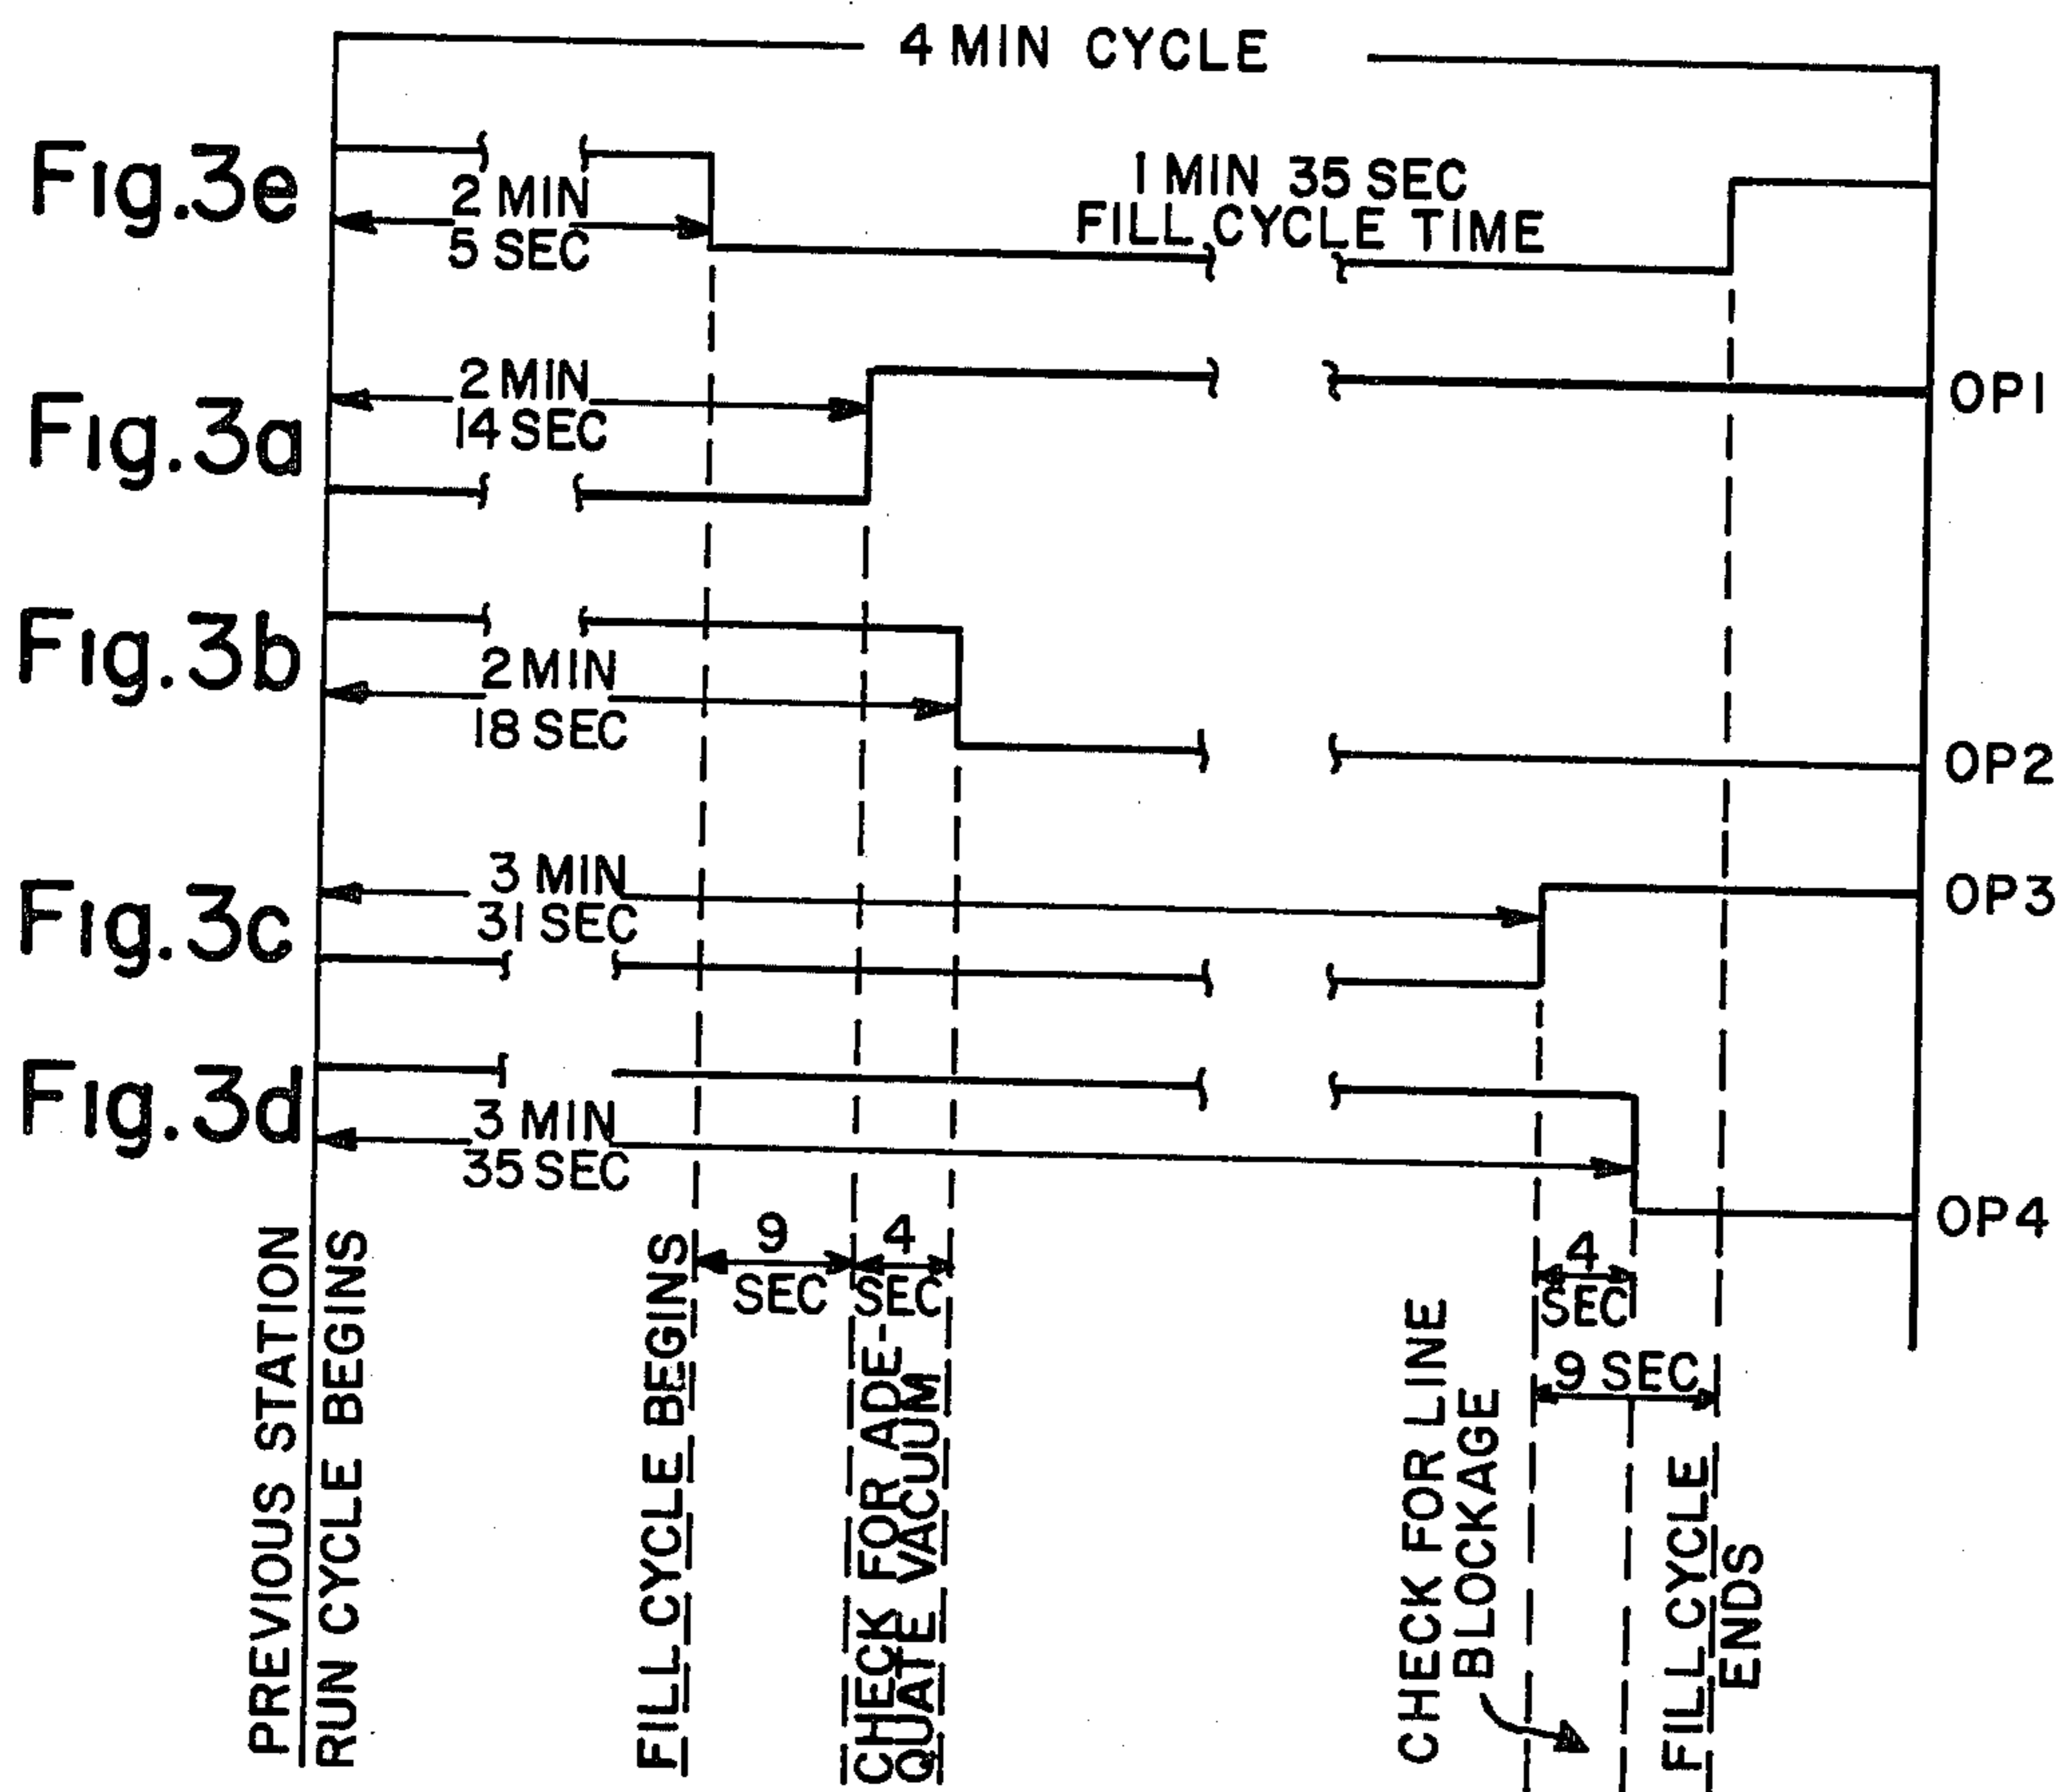 4 MIN CYCLE
Fig.3e
2 MIN
5 SEC
1 MIN 35 SEC
FILL CYCLE TIME
Fig.3a
2 MIN
14 SEC
OP1
Fig.3b
2 MIN
18 SEC
OP2
Fig.3c
3 MIN
31 SEC
OP3
Fig.3d
3 MIN
35 SEC
OP4
9
SEC
4
SEC
4
SEC
9 SEC
PREVIOUS STATION
RUN CYCLE BEGINS
FILL CYCLE BEGINS
CHECK FOR ADE-
QUATE VACUUM
CHECK FOR LINE
BLOCKAGE
FILL CYCLE
ENDS